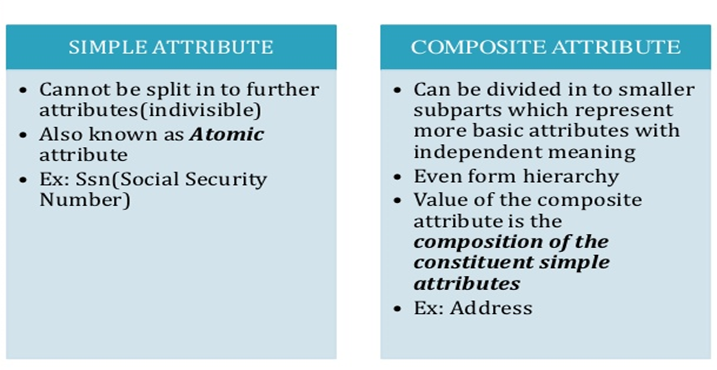 SIMPLE ATTRIBUTE
• Cannot be split in to further
attributes(indivisible)
• Also known as Atomic
attribute
• Ex: Ssn(Social Security
Number)
COMPOSITE ATTRIBUTE
• Can be divided in to smaller
subparts which represent
more basic attributes with
independent meaning
• Even form hierarchy
• Value of the composite
attribute is the
composition of the
constituent simple
attributes
• Ex: Address